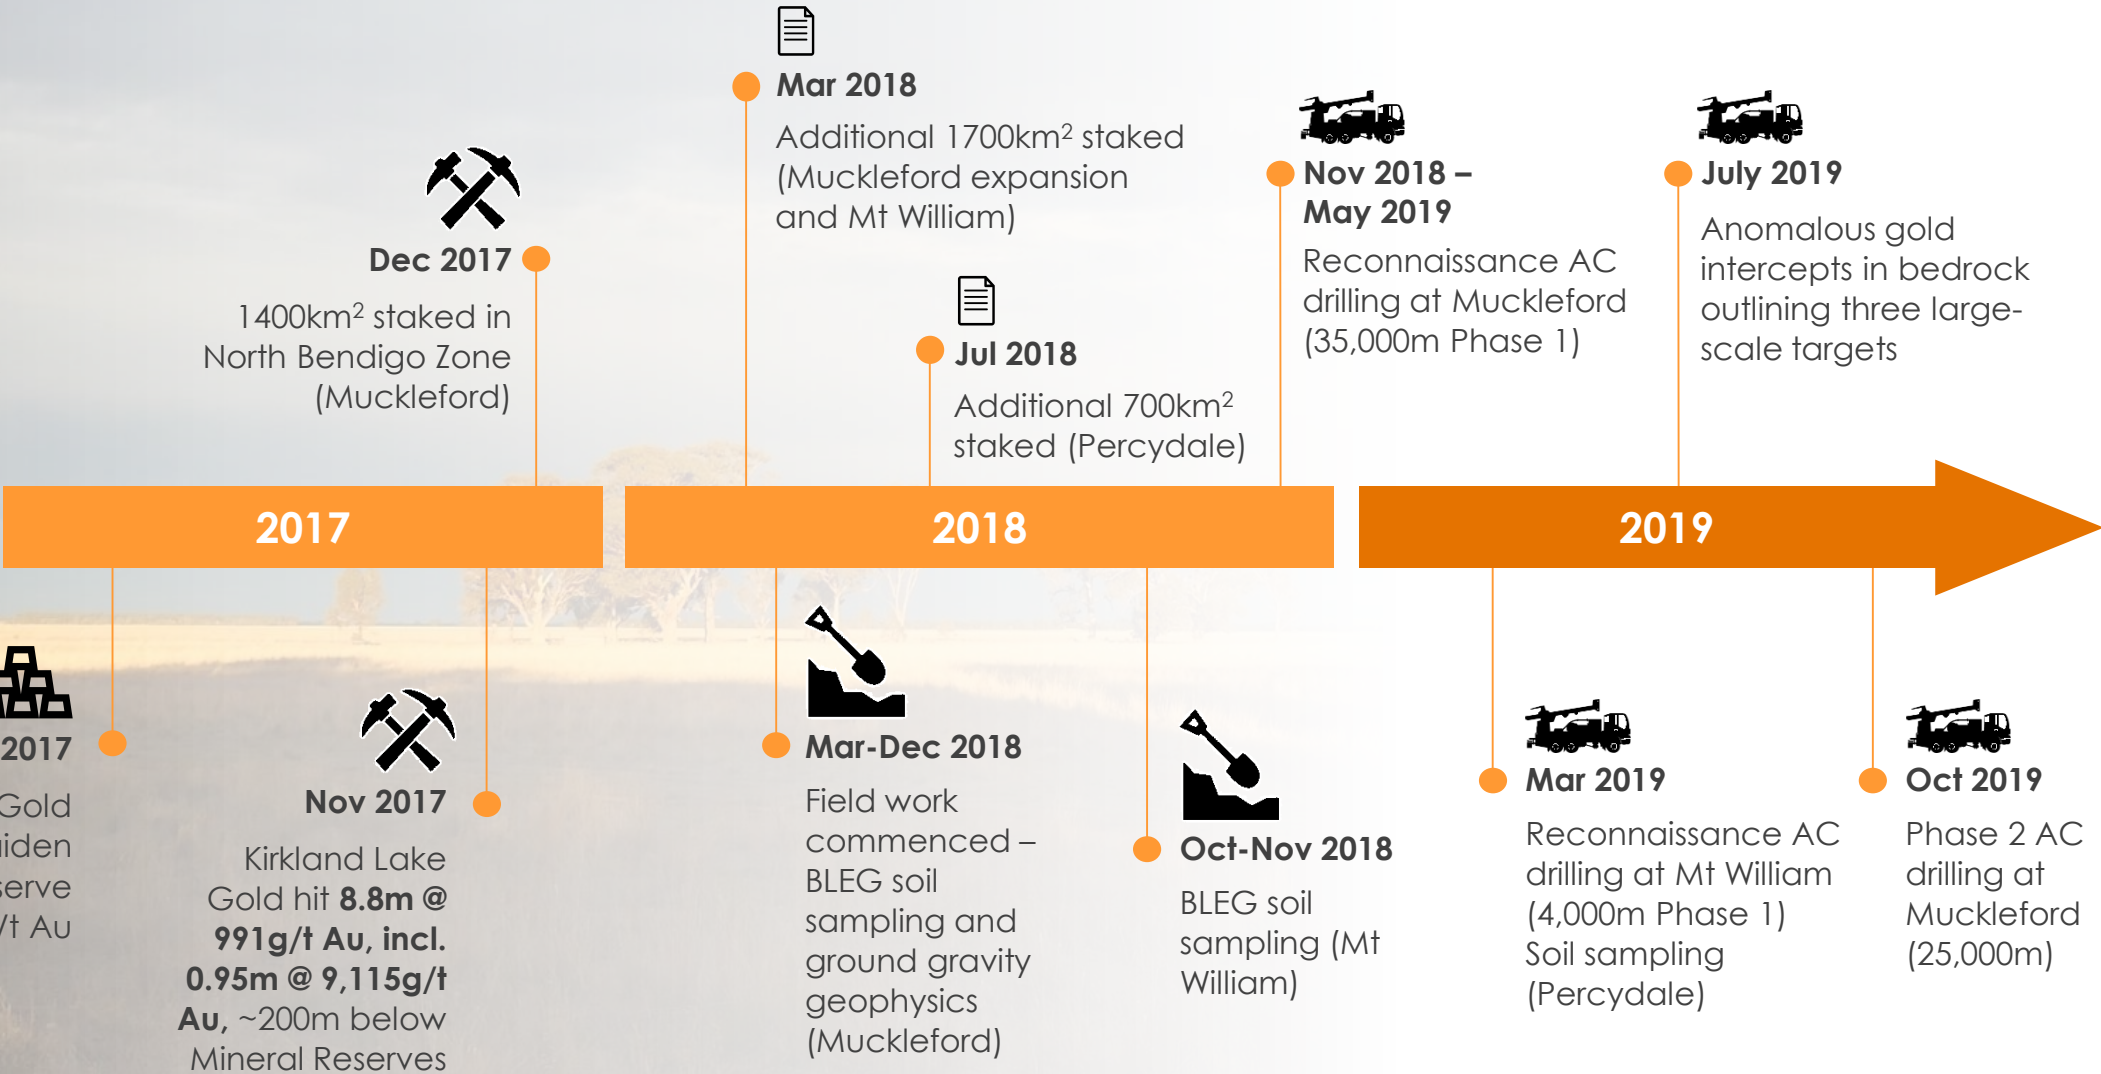 Mar 2018
Additional 1700km² staked
(Muckleford expansion
and Mt William)
Dec 2017
1400km² staked in
North Bendigo Zone
(Muckleford)
Jul 2018
Additional 700km²
staked (Percydale)
Nov 2018 –
May 2019
Reconnaissance AC
drilling at Muckleford
(35,000m Phase 1)
July 2019
Anomalous gold
intercepts in bedrock
outlining three large-
scale targets
2017
2018
2019
2017
Gold
/t Au
Nov 2017
Kirkland Lake
Gold hit 8.8m @
991g/t Au, incl.
0.95m @ 9,115g/t
Au, ~200m below
Mineral Reserves
Mar-Dec 2018
Field work
commenced –
BLEG soil
sampling and
ground gravity
geophysics
(Muckleford)
Oct-Nov 2018
BLEG soil
sampling (Mt
William)
Mar 2019
Reconnaissance AC
drilling at Mt William
(4,000m Phase 1)
Soil sampling
(Percydale)
Oct 2019
Phase 2 AC
drilling at
Muckleford
(25,000m)